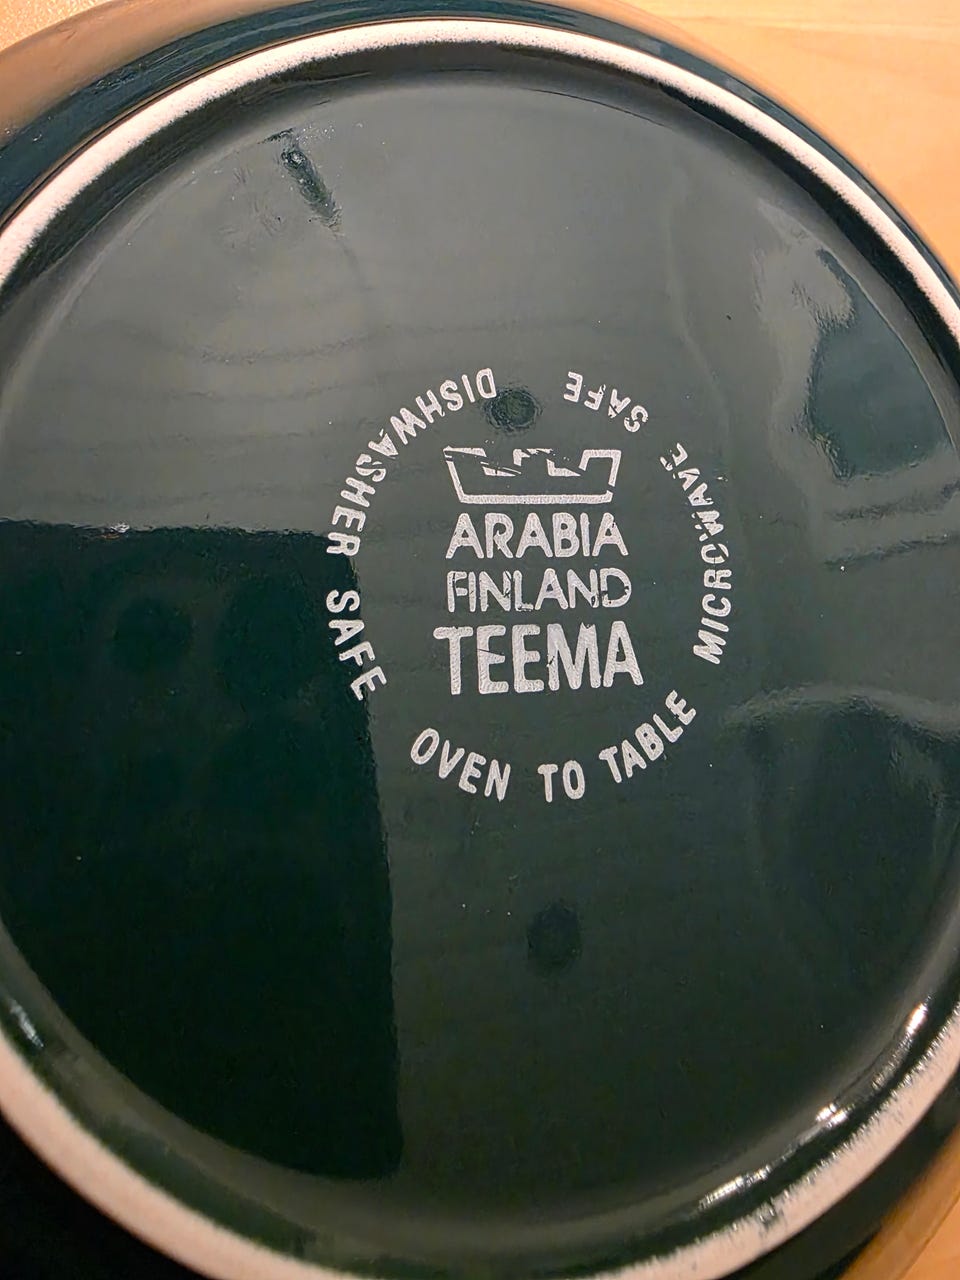 ARABIA
FINLAND
TEEMA
DISHWASHER SAFE
OVEN TO TABLE
MICROWAVE SAFE